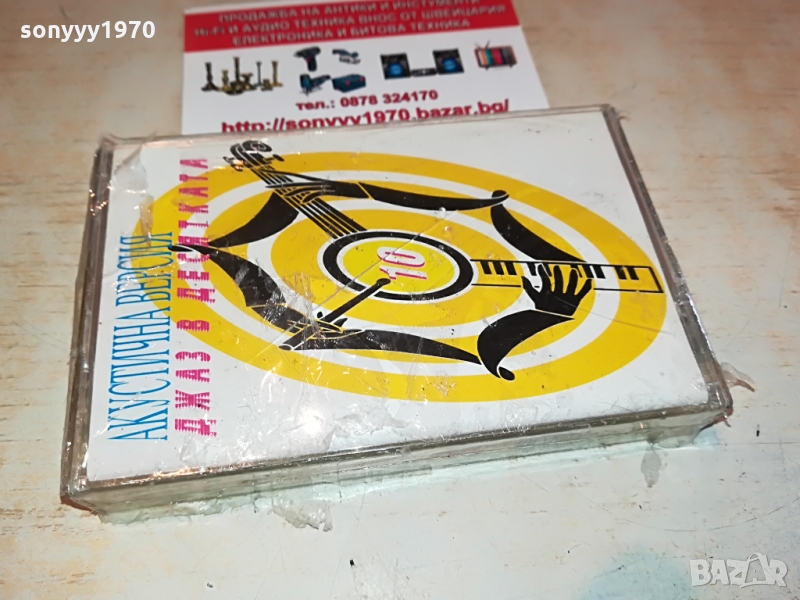 sonyyy1970
ПРОДАЖБА НА АНТИКИ И ИНСТУМЕНТИ
Hi-Fi И АУДИО ТЕХНИКА ВНОС ОТ ШВЕЙЦАРИЯ
ЕЛЕКТРОНИКА И БИТОВА ТЕХНИКА
тел.: 0878 324170
http://sonyyy1970.bazar.bg/
АКУСТИЧНА ВЕРСИЯ
ДЖАЗ В ДЕСЯТКАТА
10
BAZAR